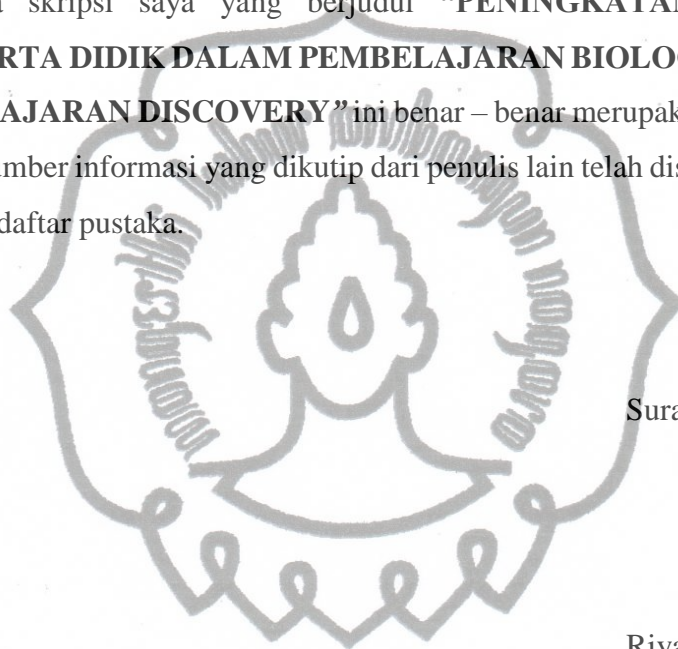 skripsi saya yang berjudul "PENINGKATAN
RTA DIDIK DALAM PEMBELAJARAN BIOLO
AJARAN DISCOVERY" ini benar – benar merupak
mber informasi yang dikutip dari penulis lain telah dis
daftar pustaka.
Sura
Riya